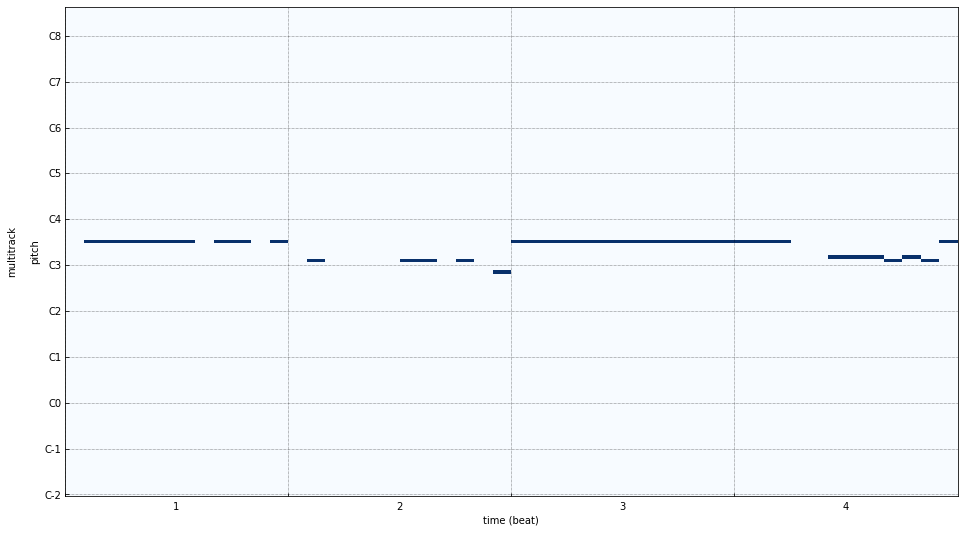 C8
C7
C6
C5
C4
C3
C2
C1
C0
C-1
C-2
multitrack
pitch
1 2 3 4
time (beat)